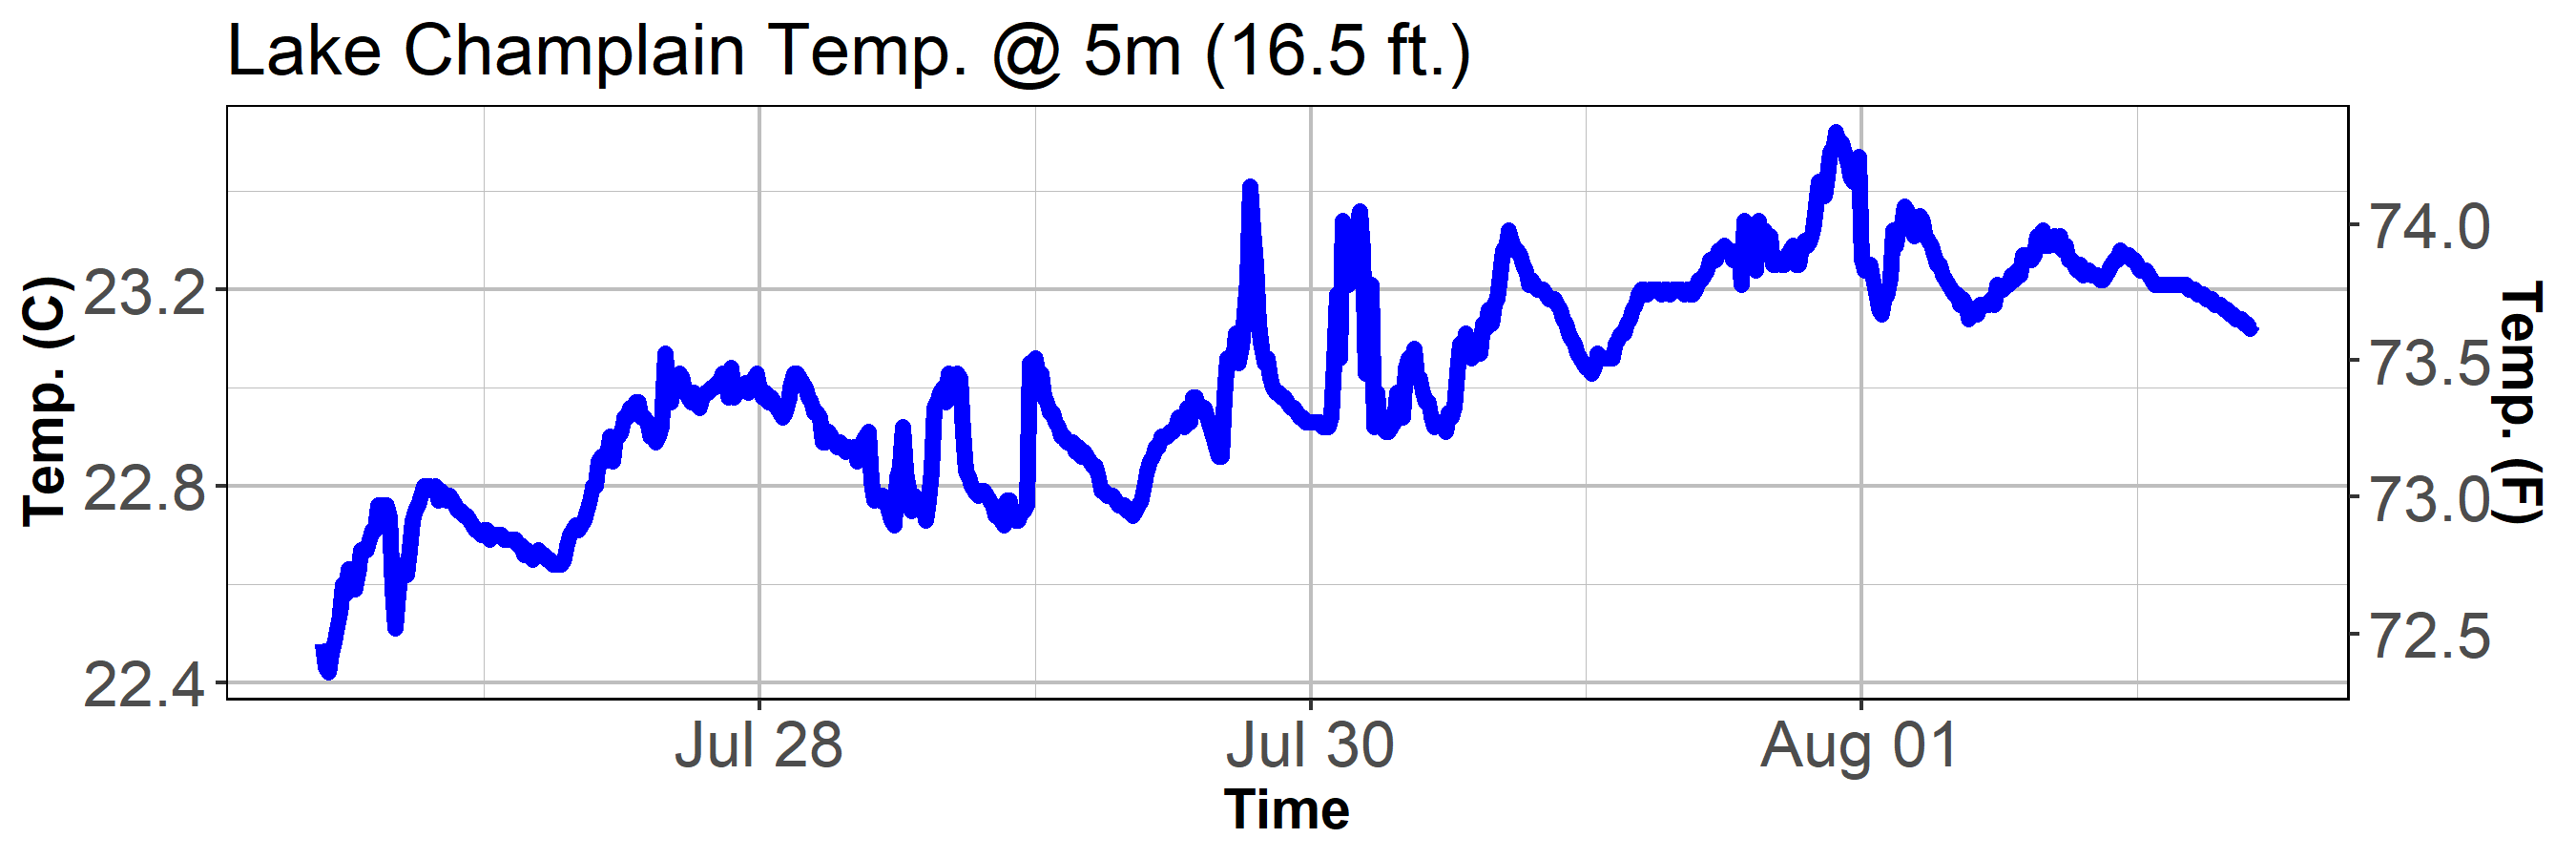 Lake Champlain Temp. @ 5m (16.5 ft.)
Temp. (C)
23.2
22.8
22.4
74.0
73.5
73.0
72.5
Temp. (F)
Jul 28
Jul 30
Aug 01
Time